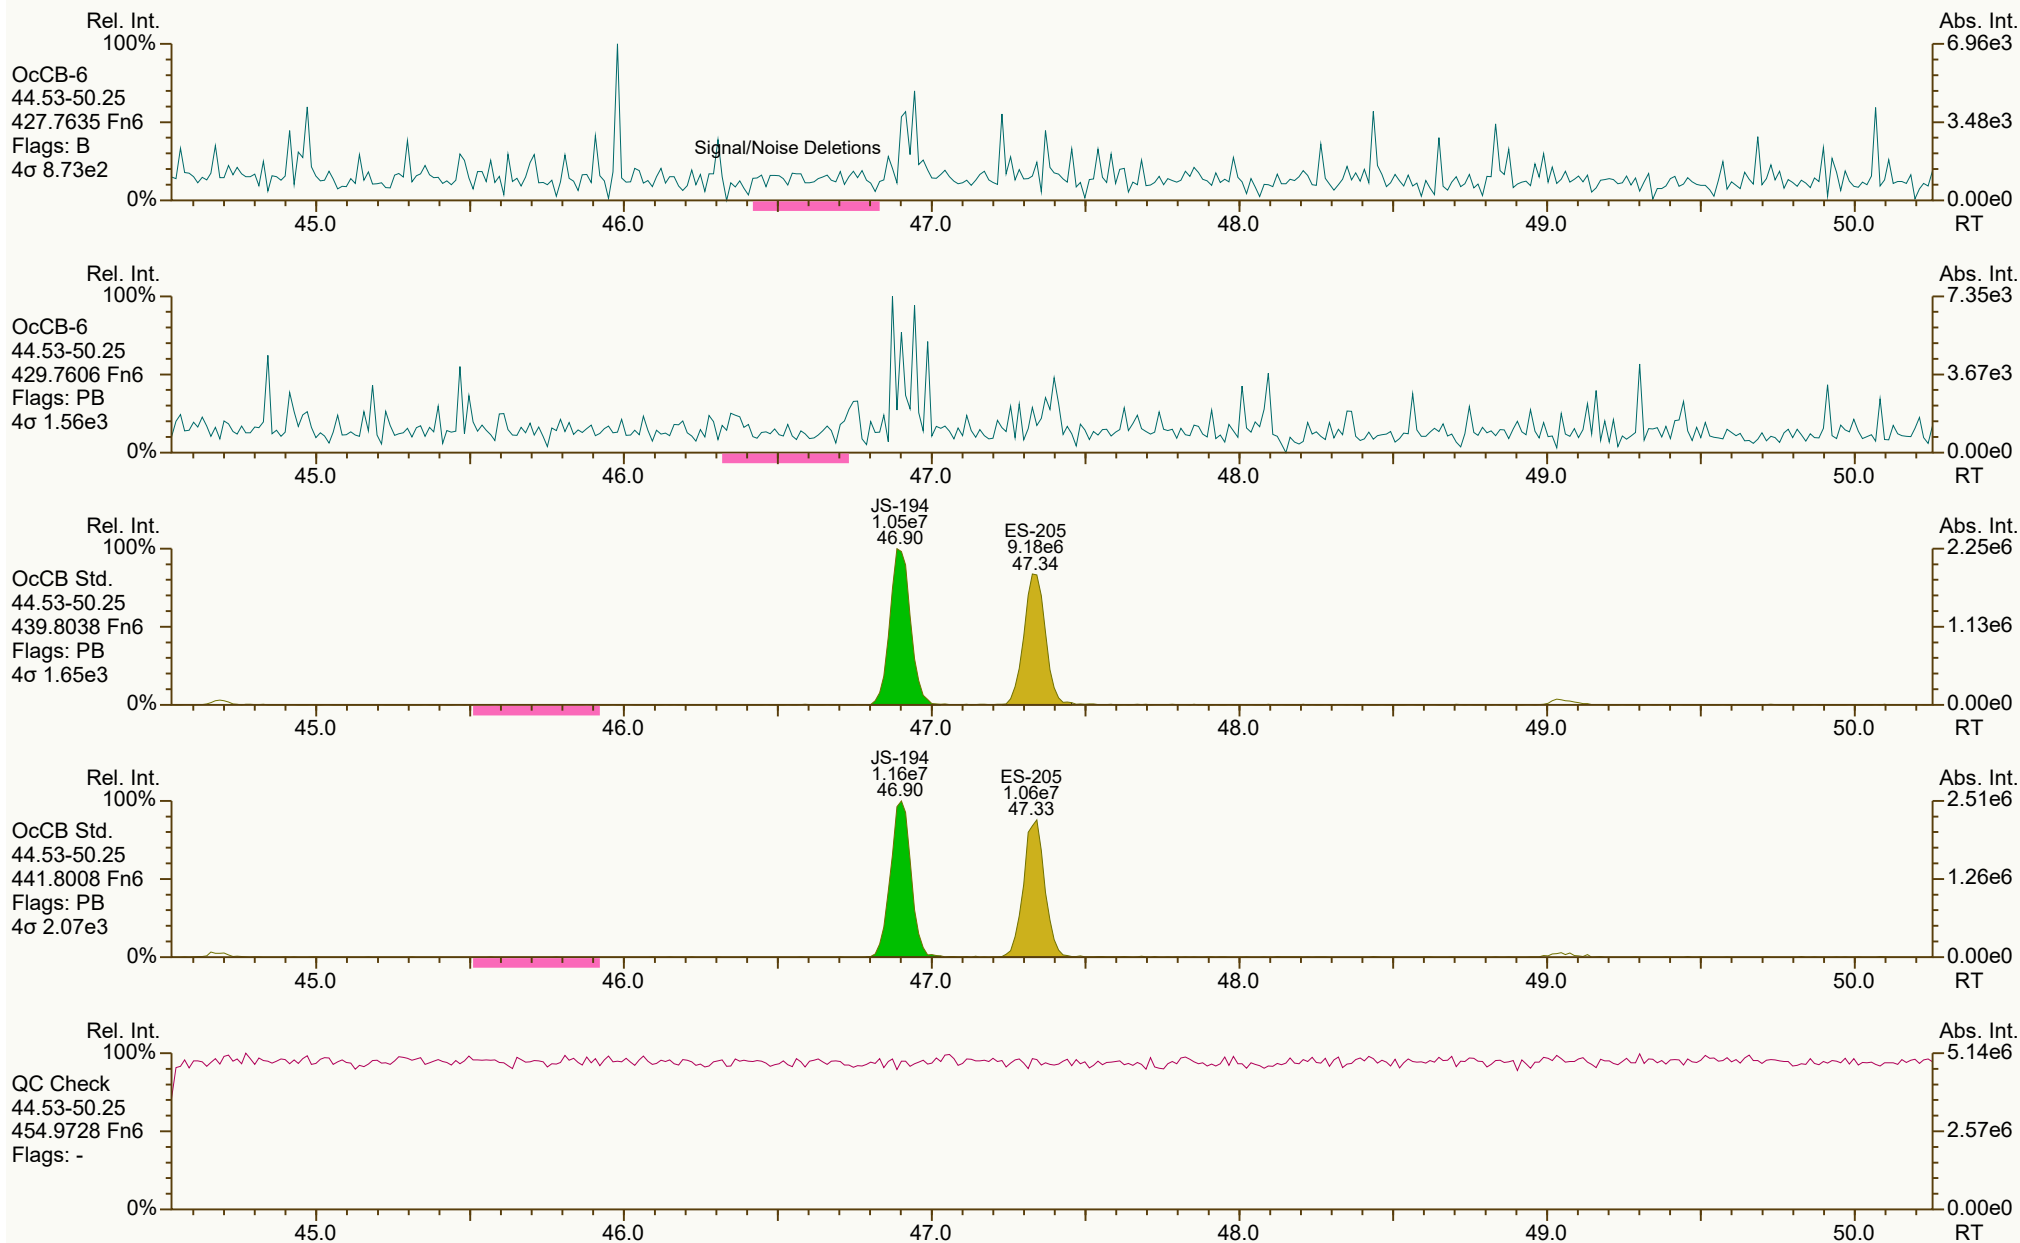 Rel. Int.
Abs. Int.
100%
6.96e3
OcCB-6
44.53-50.25
427.7635 Fn6
3.48e3
Flags: B
Signal/Noise Deletions
4σ 8.73e2
0%
0.00e0
45.0 46.0 47.0 48.0 49.0 50.0 RT
Rel. Int.
Abs. Int.
100%
7.35e3
OcCB-6
44.53-50.25
429.7606 Fn6
3.67e3
Flags: PB
4σ 1.56e3
0%
0.00e0
45.0 46.0 47.0 48.0 49.0 50.0 RT
JS-194
1.05e7
46.90
ES-205
9.18e6
47.34
Rel. Int.
Abs. Int.
100%
2.25e6
OcCB Std.
44.53-50.25
439.8038 Fn6
1.13e6
Flags: PB
4σ 1.65e3
0%
0.00e0
45.0 46.0 47.0 48.0 49.0 50.0 RT
JS-194
1.16e7
46.90
ES-205
1.06e7
47.33
Rel. Int.
Abs. Int.
100%
2.51e6
OcCB Std.
44.53-50.25
441.8008 Fn6
1.26e6
Flags: PB
4σ 2.07e3
0%
0.00e0
45.0 46.0 47.0 48.0 49.0 50.0 RT
Rel. Int.
Abs. Int.
100%
5.14e6
QC Check
44.53-50.25
454.9728 Fn6
2.57e6
Flags: -
0%
0.00e0
45.0 46.0 47.0 48.0 49.0 50.0 RT